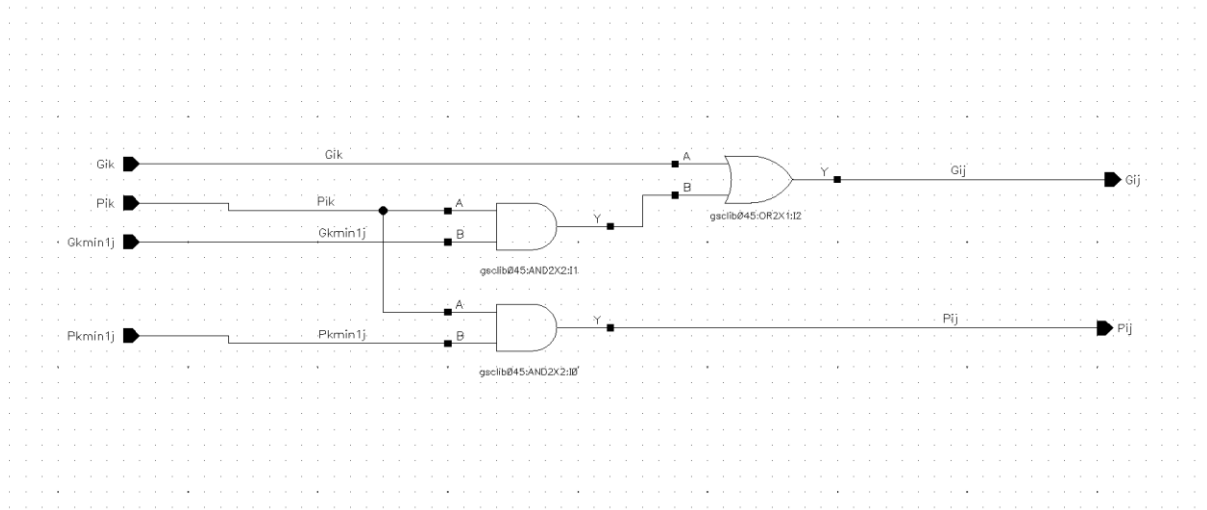 Gik
Gik
A
Y
Gij
Gij
Pik
Pik
A
B
gsclib045:OR2X1:I2
Gkmin1j
Gkmin1j
B
Y
gsclib045:AND2X2:I1
A
Pkmin1j
Pkmin1j
B
Y
Pij
Pij
gsclib045:AND2X2:I0